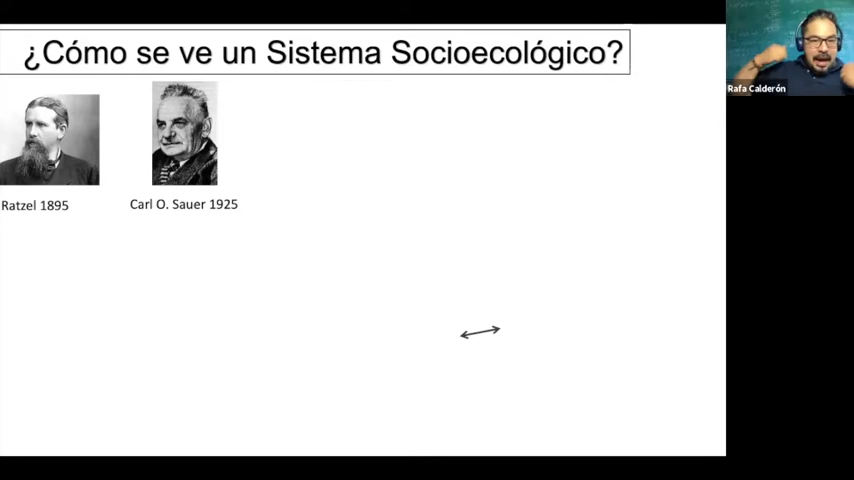 ¿Cómo se ve un Sistema Socioecológico?
Rafa Calderón
Ratzel 1895
Carl O. Sauer 1925